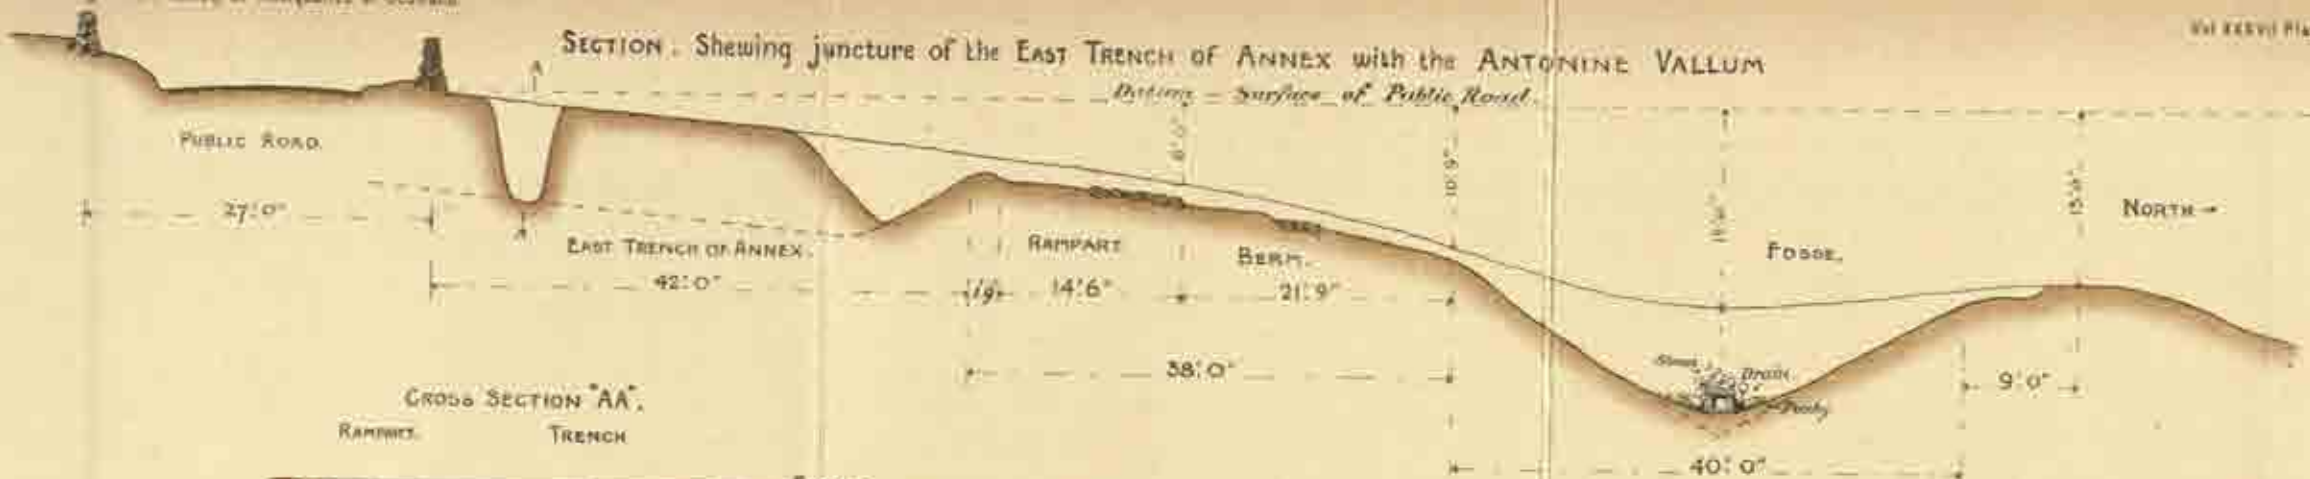 SECTION. Shewing juncture of the EAST TRENCH OF ANNEX with the ANTONINE VALLUM
Surface of Public Road.
A
PUBLIC ROAD.
27'.0"
EAST TRENCH OF ANNEX.
42'.0"
RAMPART
14'.6"
BERM.
21'.9"
10'.9"
38'.0"
FOSSE.
NORTH
Drain
9'.0"
40'.0"
CROSS SECTION "AA".
RAMPART.
TRENCH